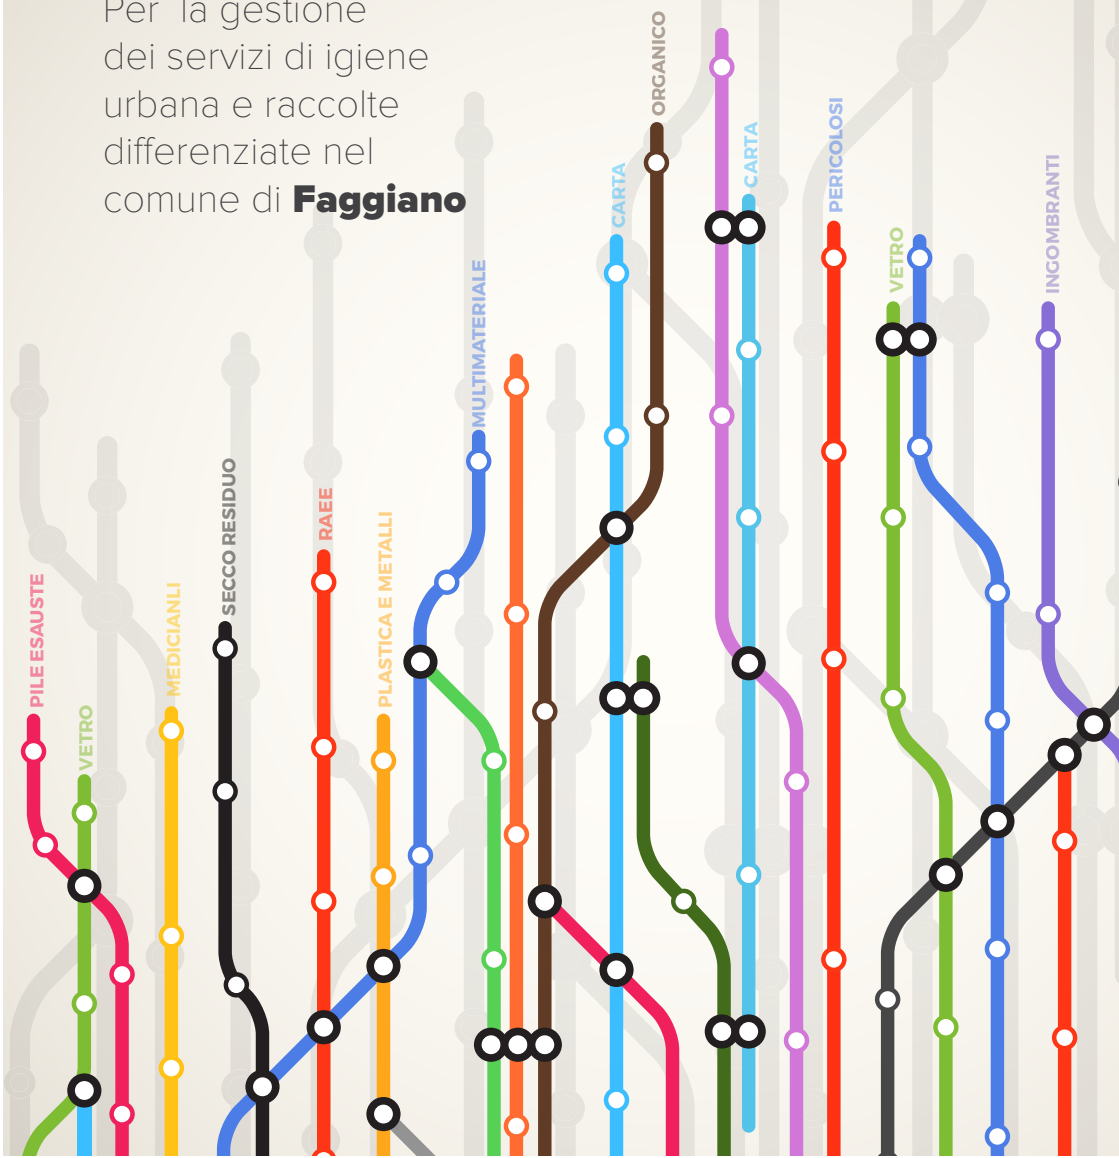 Per la gestione
dei servizi di igiene
urbana e raccolte
differenziate nel
comune di Faggiano
PILE ESAUSTE
VETRO
MEDICIANLI
SECCO RESIDUO
RAEE
PLASTICA E METALLI
MULTIMATERIALE
CARTA
ORGANICO
CARTA
PERICOLOSI
VETRO
INGOMBRANTI